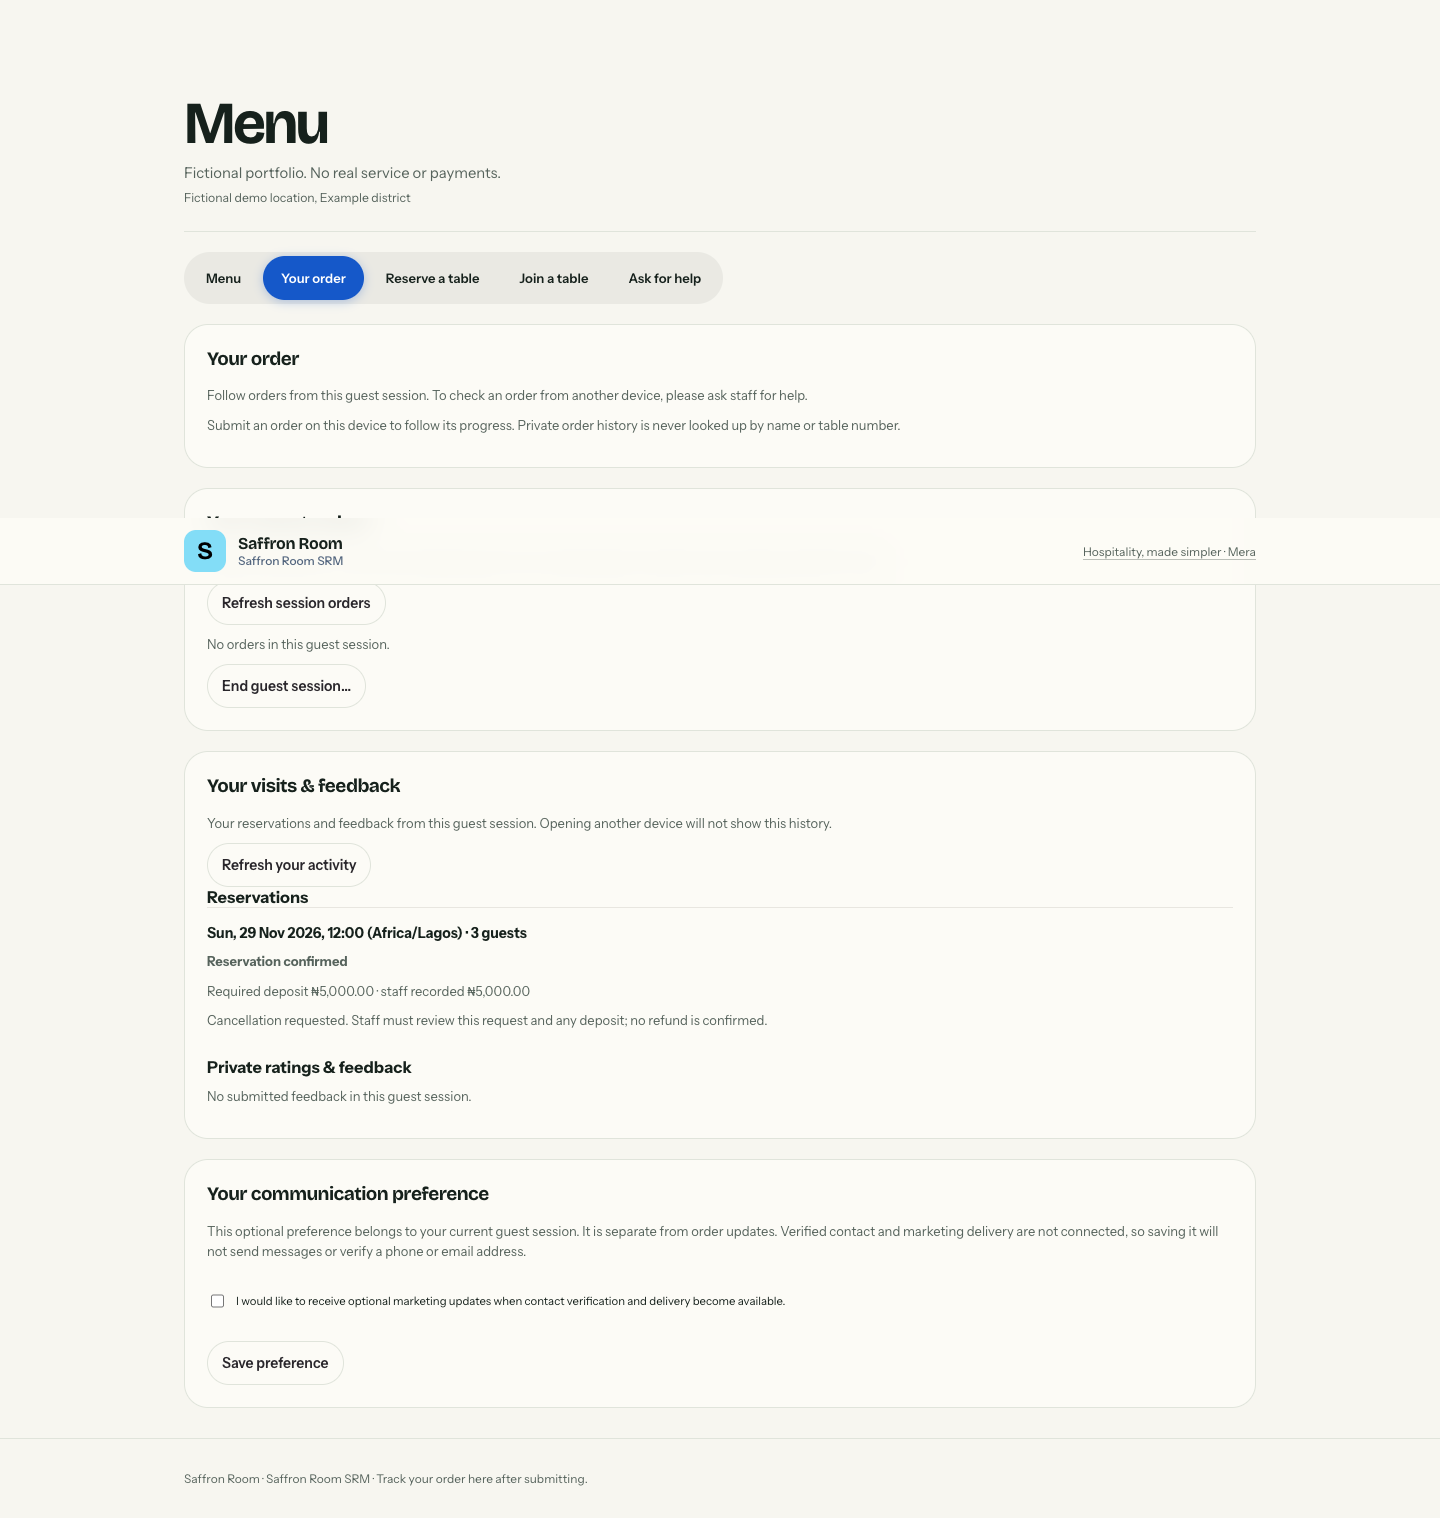 Menu
Fictional portfolio. No real service or payments.
Fictional demo location, Example district
Menu
Your order
Reserve a table
Join a table
Ask for help
Your order
Follow orders from this guest session. To check an order from another device, please ask staff for help.
Submit an order on this device to follow its progress. Private order history is never looked up by name or table number.
S
Saffron Room
Saffron Room SRM
Hospitality, made simpler · Mera
Refresh session orders
No orders in this guest session.
End guest session...
Your visits & feedback
Your reservations and feedback from this guest session. Opening another device will not show this history.
Refresh your activity
Reservations
Sun, 29 Nov 2026, 12:00 (Africa/Lagos) · 3 guests
Reservation confirmed
Required deposit ₦5,000.00 · staff recorded ₦5,000.00
Cancellation requested. Staff must review this request and any deposit; no refund is confirmed.
Private ratings & feedback
No submitted feedback in this guest session.
Your communication preference
This optional preference belongs to your current guest session. It is separate from order updates. Verified contact and marketing delivery are not connected, so saving it will
not send messages or verify a phone or email address.
I would like to receive optional marketing updates when contact verification and delivery become available.
Save preference
Saffron Room · Saffron Room SRM · Track your order here after submitting.